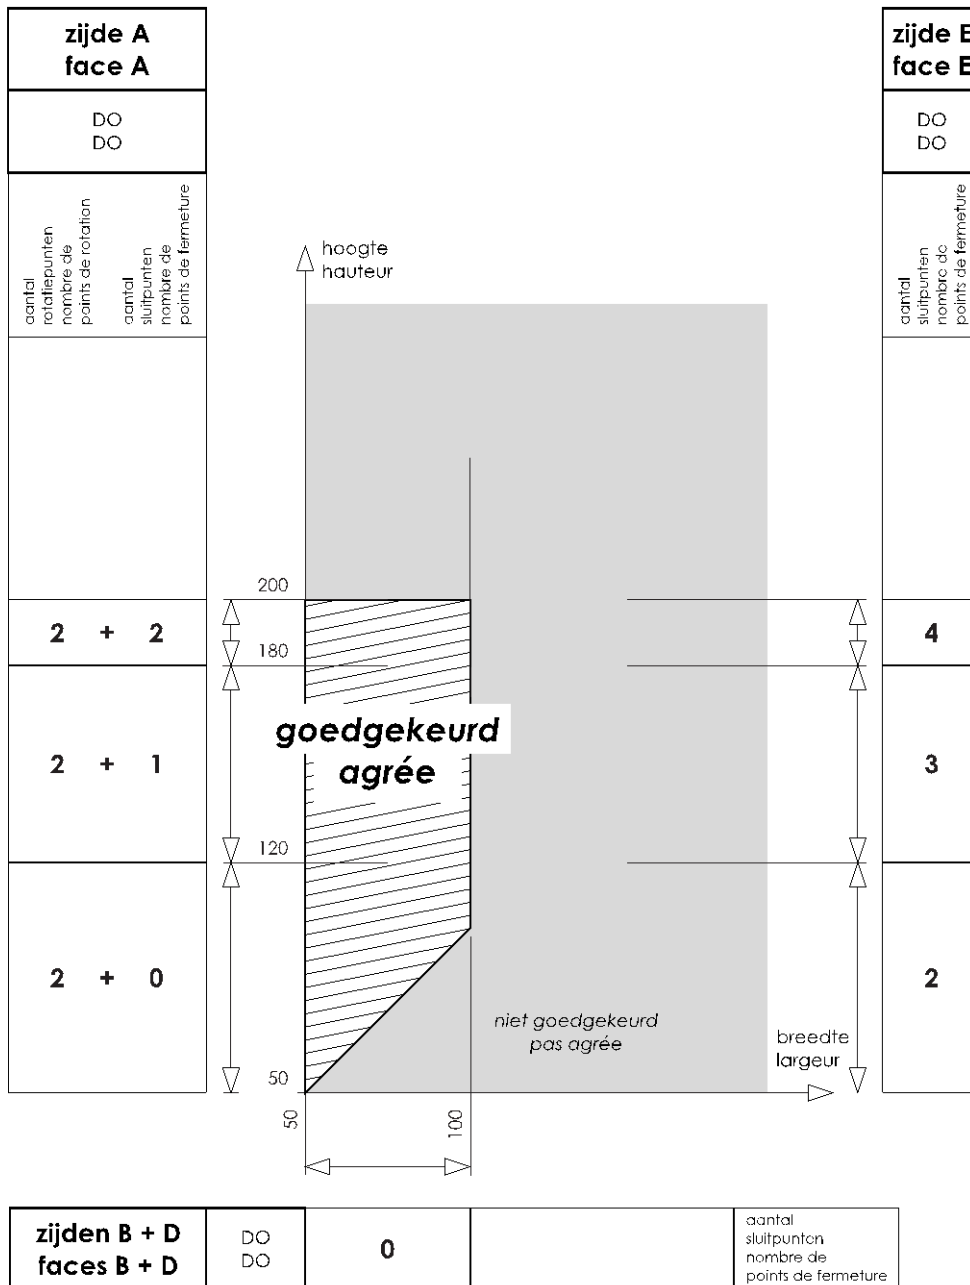 zijde A
face A
DO
DO
aantal
rotatiepunten
nombre de
points de rotation
aantal
sluitpunten
nombre de
points de fermeture
zijde
face
DO
DO
aantal
sluitpunten
nombre de
points de fermeture
hoogte
hauteur
200
2 + 2
180
4
goedgekeurd
agrée
2 + 1
3
120
2 + 0
2
niet goedgekeurd
pas agrée
breedte
largeur
50
50
100
zijden B + D
faces B + D
DO
DO
0
aantal
sluitpunten
nombre de
points de fermeture